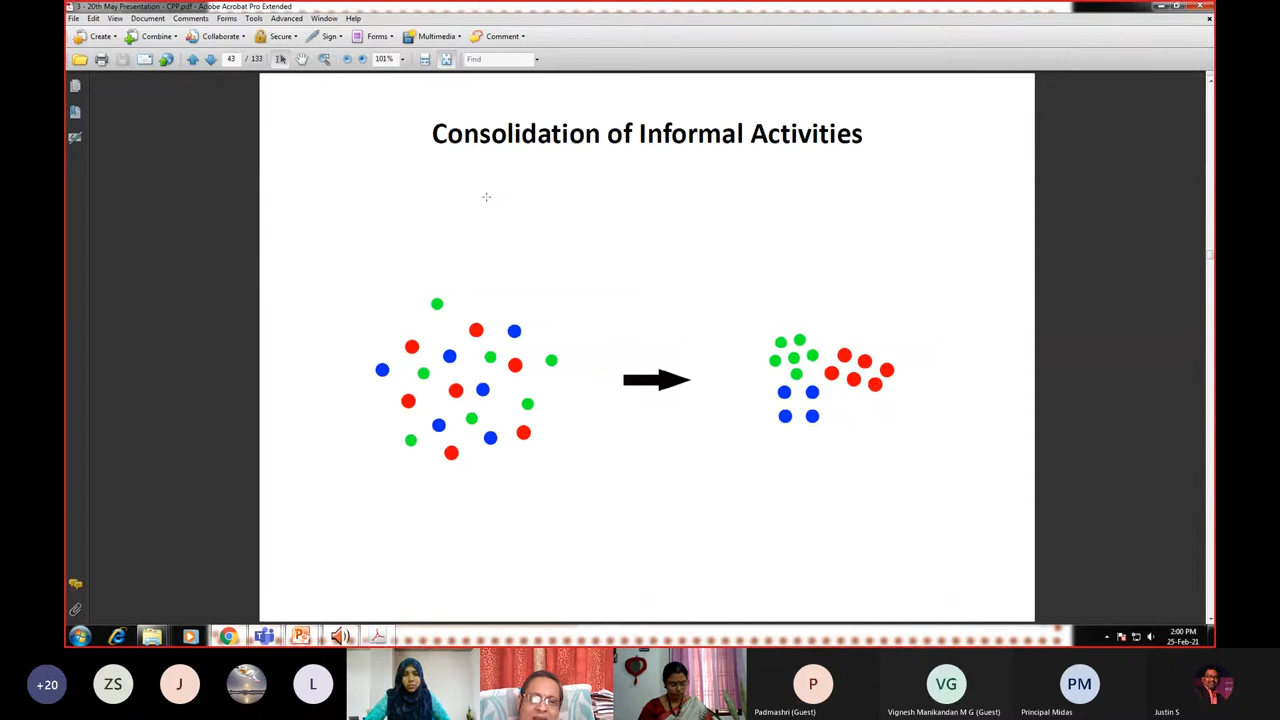 3 - 20th May Presentation - CPP.pdf - Adobe Acrobat Pro Extended
File Edit View Document Comments Forms Tools Advanced Window Help
Create Combine Collaborate Secure Sign Forms Multimedia Comment
43 / 133 101% Find
Consolidation of Informal Activities
2:00 PM
25-Feb-21
+20 ZS J L P VG PM
Padmashri (Guest) Vignesh Manikandan M G (Guest) Principal Midas Justin S